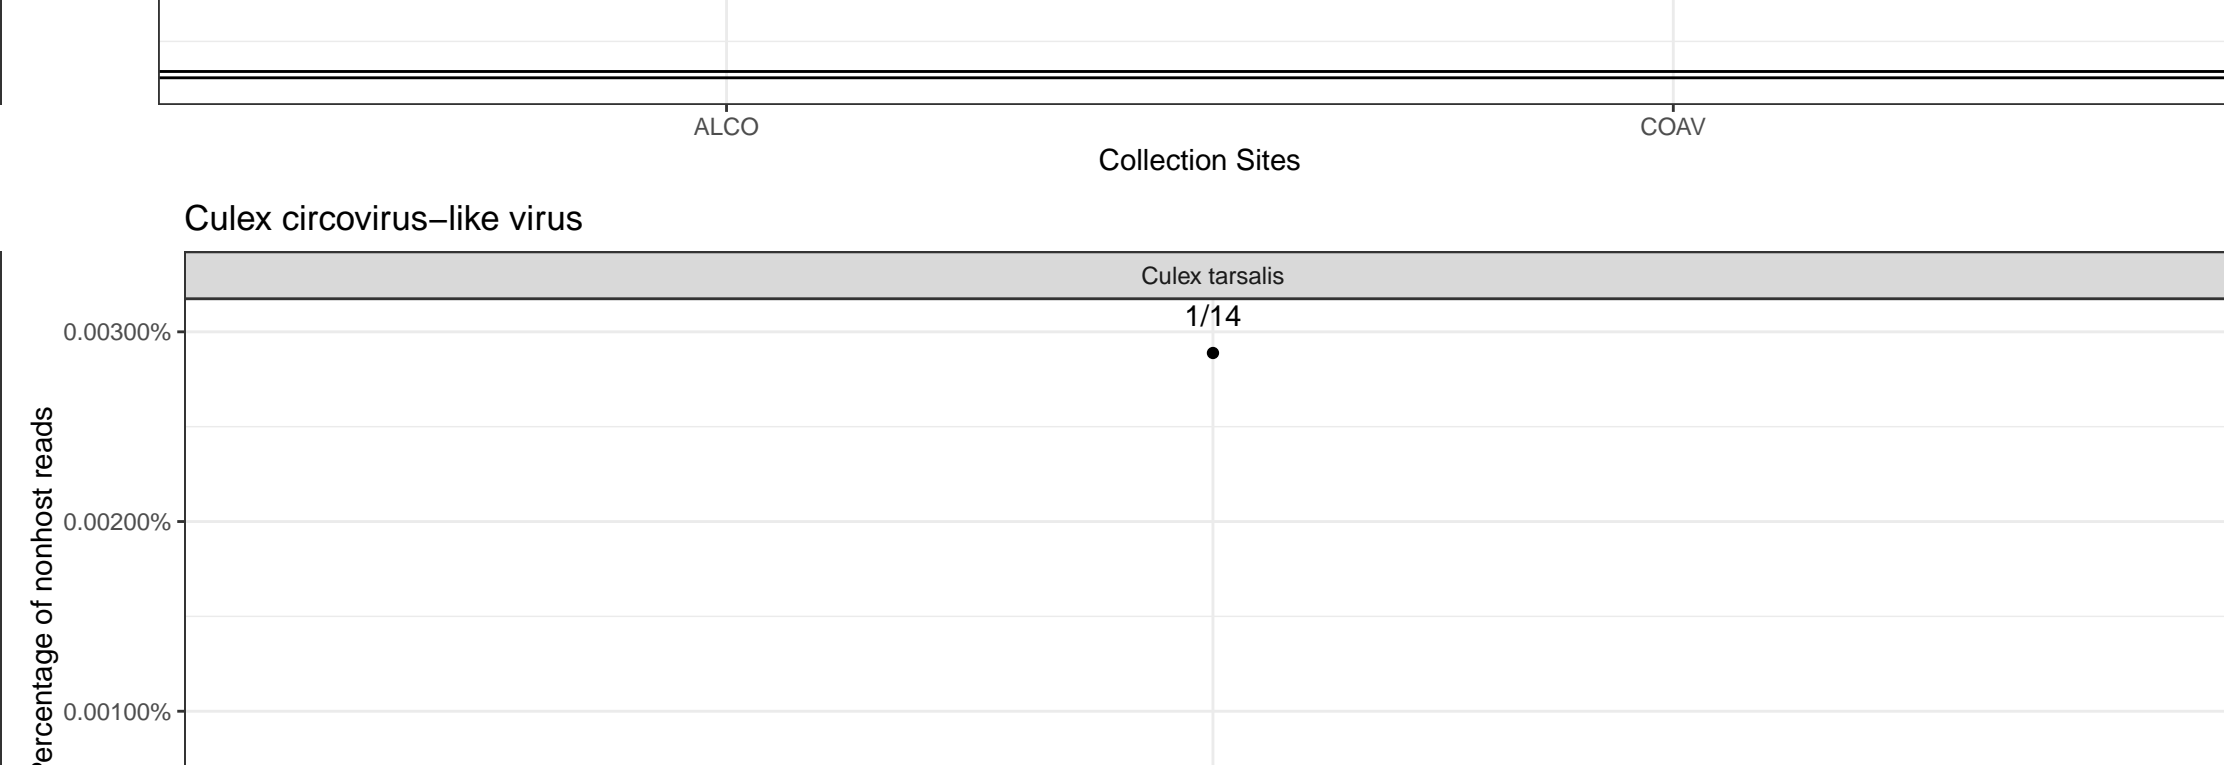 ALCO COAV
Collection Sites
Culex circovirus–like virus
Culex tarsalis
1/14
0.00300%
0.00200%
0.00100%
Percentage of nonhost reads